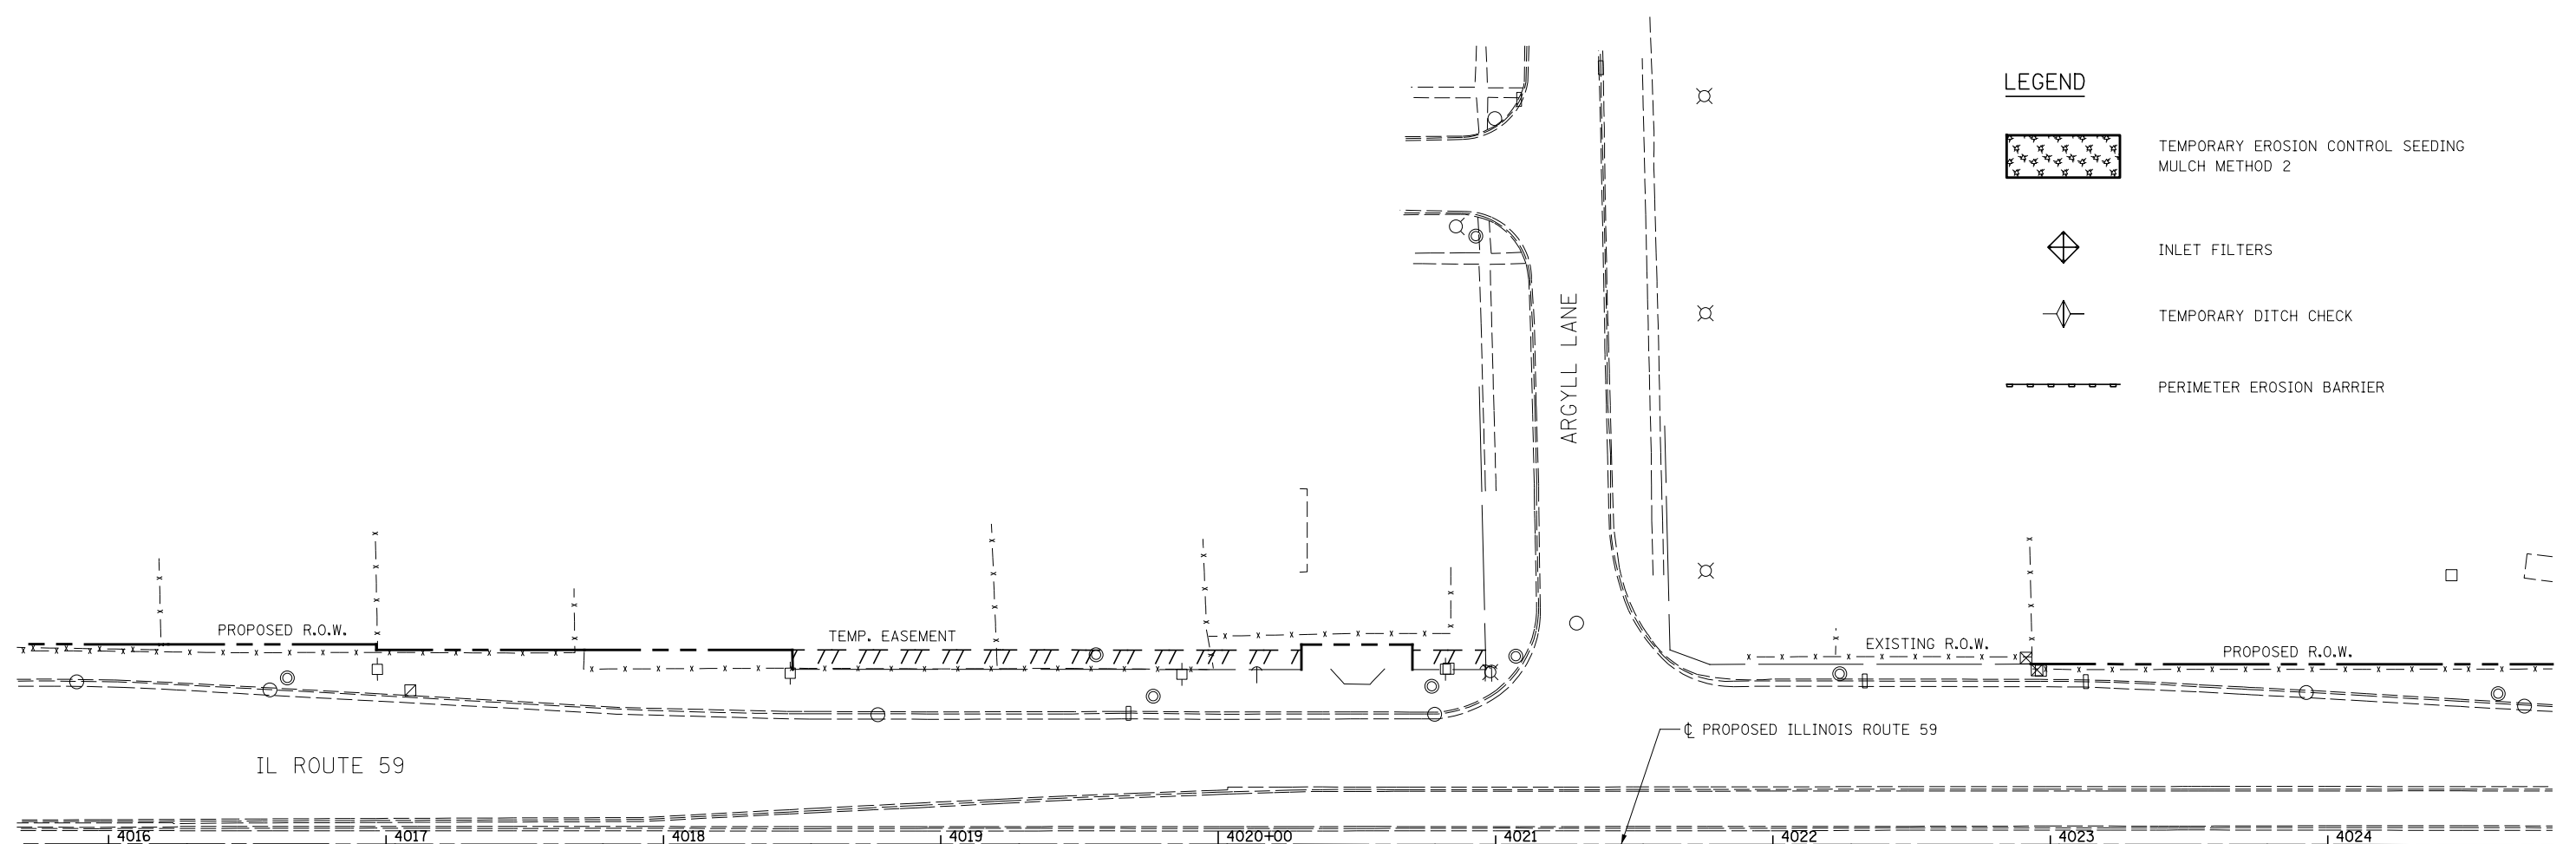 LEGEND
TEMPORARY EROSION CONTROL SEEDING
MULCH METHOD 2
INLET FILTERS
TEMPORARY DITCH CHECK
PERIMETER EROSION BARRIER
ARGYLL LANE
PROPOSED R.O.W.
TEMP. EASEMENT
EXISTING R.O.W.
PROPOSED R.O.W.
℄ PROPOSED ILLINOIS ROUTE 59
IL ROUTE 59
4016 4017 4018 4019 4020+00 4021 4022 4023 4024